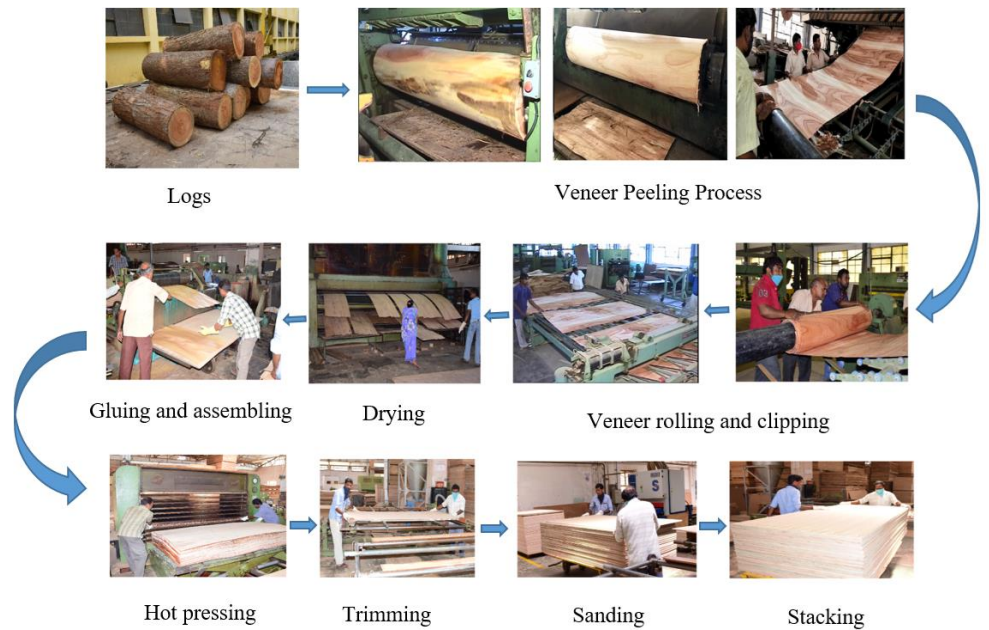 Logs
Veneer Peeling Process
Veneer rolling and clipping
Drying
Gluing and assembling
Hot pressing
Trimming
Sanding
Stacking
S